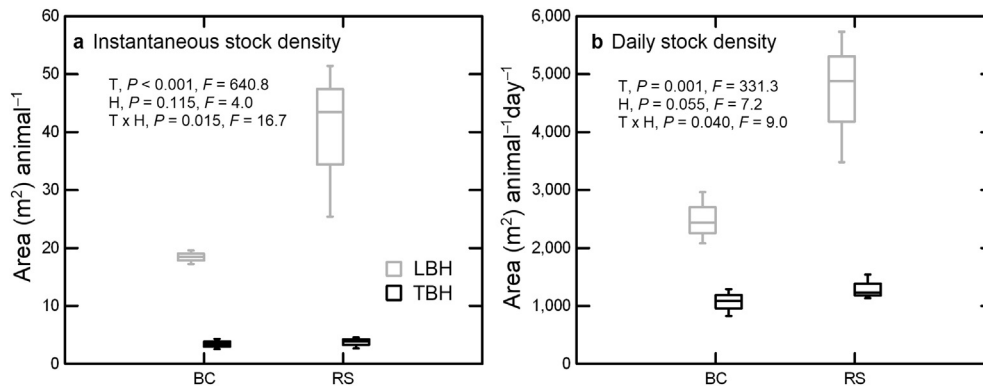 a Instantaneous stock density
T, P < 0.001, F = 640.8
H, P = 0.115, F = 4.0
T x H, P = 0.015, F = 16.7
Area (m²) animal⁻¹
60
50
40
30
20
10
0
BC
RS
LBH
TBH
b Daily stock density
T, P = 0.001, F = 331.3
H, P = 0.055, F = 7.2
T x H, P = 0.040, F = 9.0
Area (m²) animal⁻¹day⁻¹
6,000
5,000
4,000
3,000
2,000
1,000
0
BC
RS